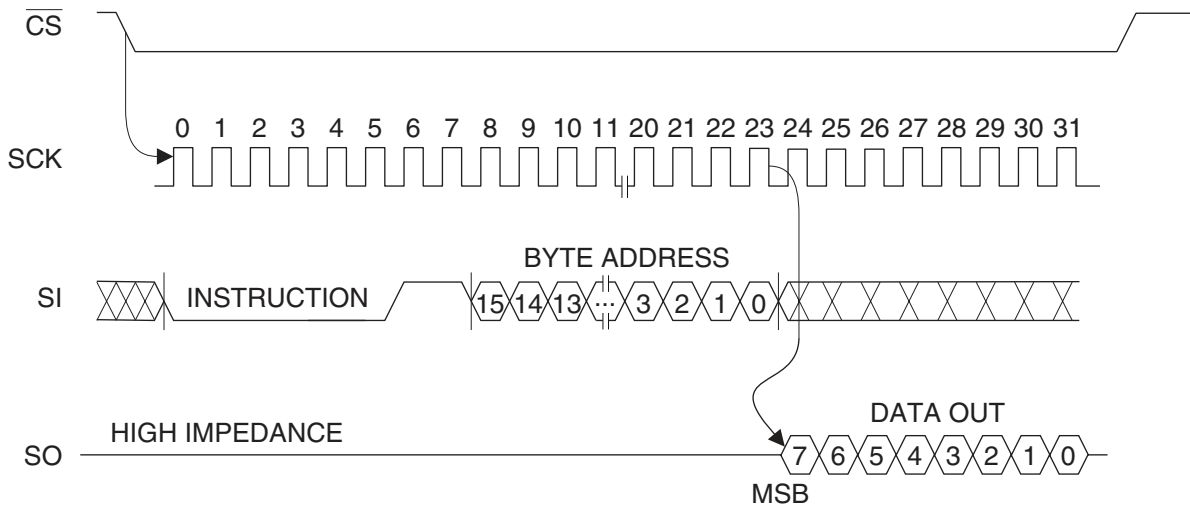 CS
0 1 2 3 4 5 6 7 8 9 10 11 20 21 22 23 24 25 26 27 28 29 30 31
SCK
BYTE ADDRESS
SI INSTRUCTION 15 14 13 ... 3 2 1 0
DATA OUT
HIGH IMPEDANCE
SO 7 6 5 4 3 2 1 0
MSB